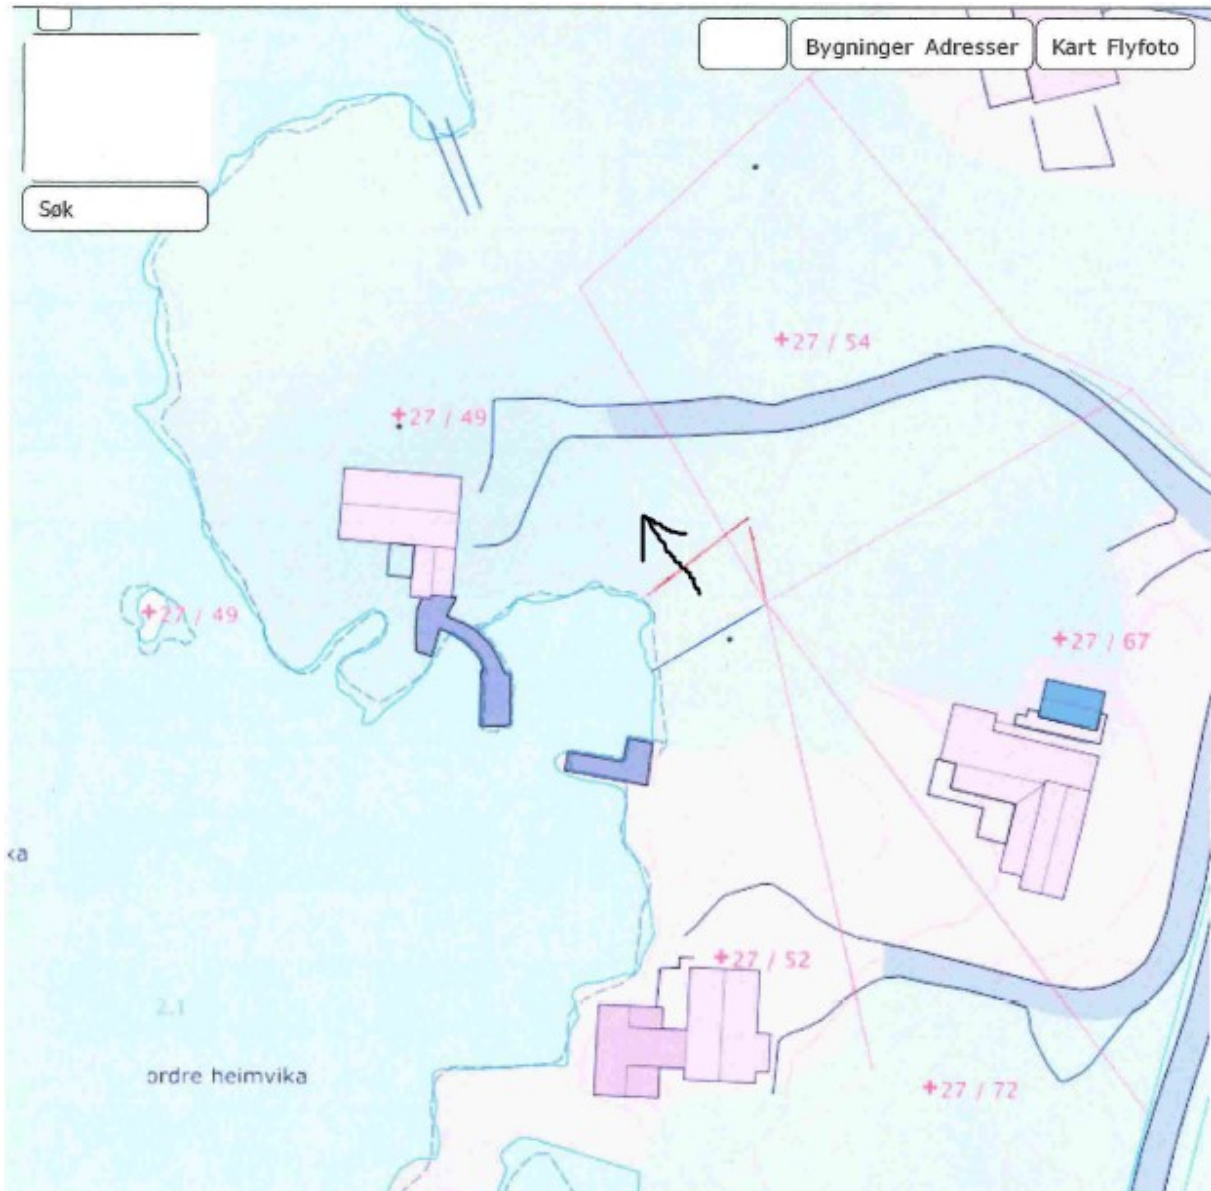 Bygninger Adresser
Kart Flyfoto
Søk
27 / 54
27 / 49
27 / 49
27 / 67
ka
27 / 52
2.1
ordre heimvika
27 / 72